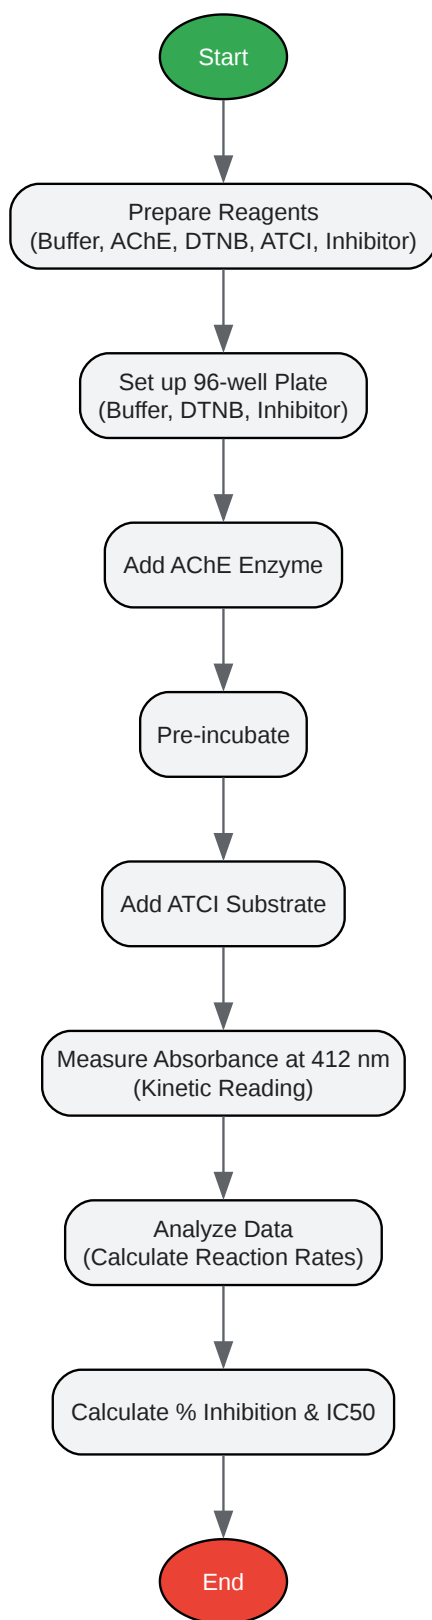 Start
Prepare Reagents
(Buffer, AChE, DTNB, ATCI, Inhibitor)
Set up 96-well Plate
(Buffer, DTNB, Inhibitor)
Add AChE Enzyme
Pre-incubate
Add ATCI Substrate
Measure Absorbance at 412 nm
(Kinetic Reading)
Analyze Data
(Calculate Reaction Rates)
Calculate % Inhibition & IC50
End